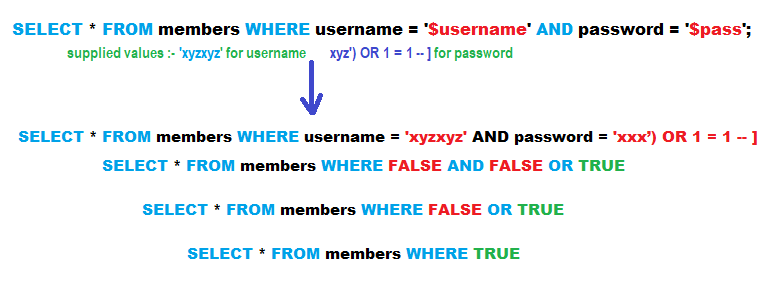 SELECT * FROM members WHERE username = '$username' AND password = '$pass';
supplied values :- 'xyzxyz' for username xyz') OR 1 = 1 -- ] for password
SELECT * FROM members WHERE username = 'xyzxyz' AND password = 'xxx’) OR 1 = 1 -- ]
SELECT * FROM members WHERE FALSE AND FALSE OR TRUE
SELECT * FROM members WHERE FALSE OR TRUE
SELECT * FROM members WHERE TRUE